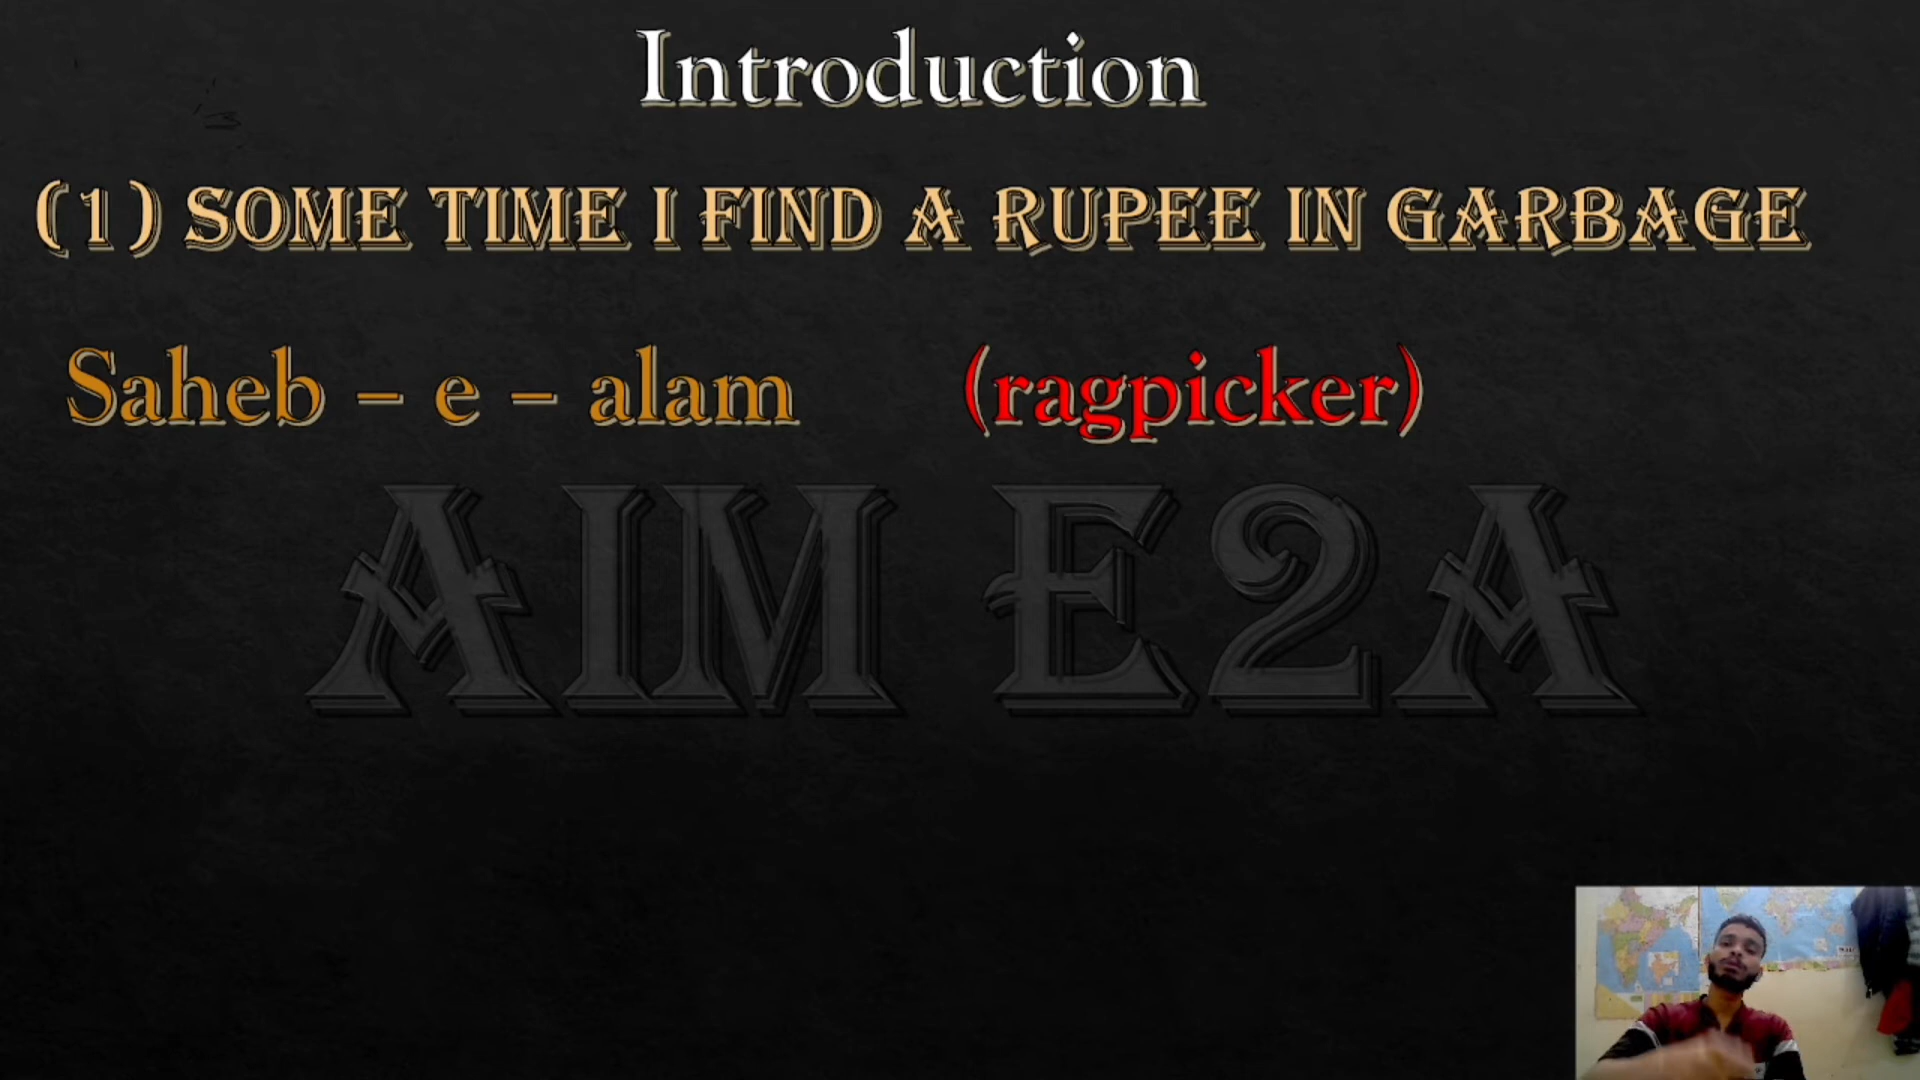 Introduction
(1) SOME TIME I FIND A RUPEE IN GARBAGE
Saheb – e – alam (ragpicker)
AIM E2A